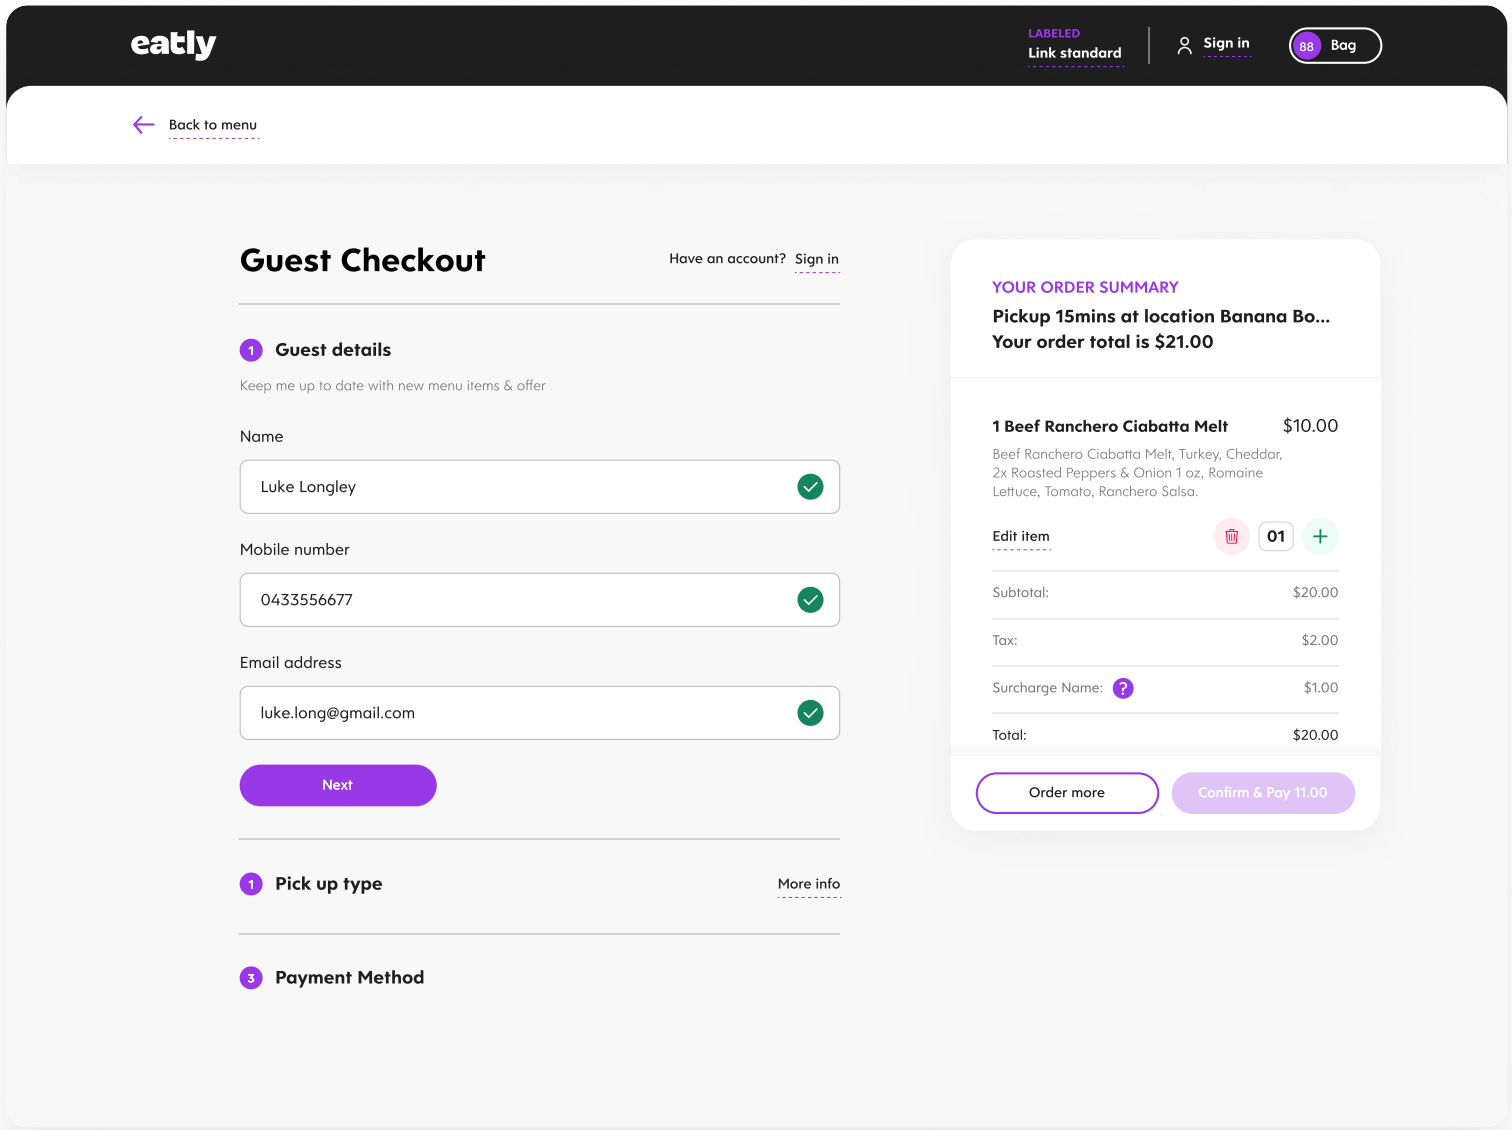 eatly
LABELED
Link standard
Sign in
88
Bag
Back to menu
Guest Checkout
Have an account? Sign in
1 Guest details
Keep me up to date with new menu items & offer
Name
Luke Longley
Mobile number
0433556677
Email address
luke.long@gmail.com
Next
1 Pick up type
More info
3 Payment Method
YOUR ORDER SUMMARY
Pickup 15mins at location Banana Bo...
Your order total is $21.00
1 Beef Ranchero Ciabatta Melt $10.00
Beef Ranchero Ciabatta Melt, Turkey, Cheddar,
2x Roasted Peppers & Onion 1 oz, Romaine
Lettuce, Tomato, Ranchero Salsa.
Edit item
01
Subtotal: $20.00
Tax: $2.00
Surcharge Name: ? $1.00
Total: $20.00
Order more
Confirm & Pay 11.00